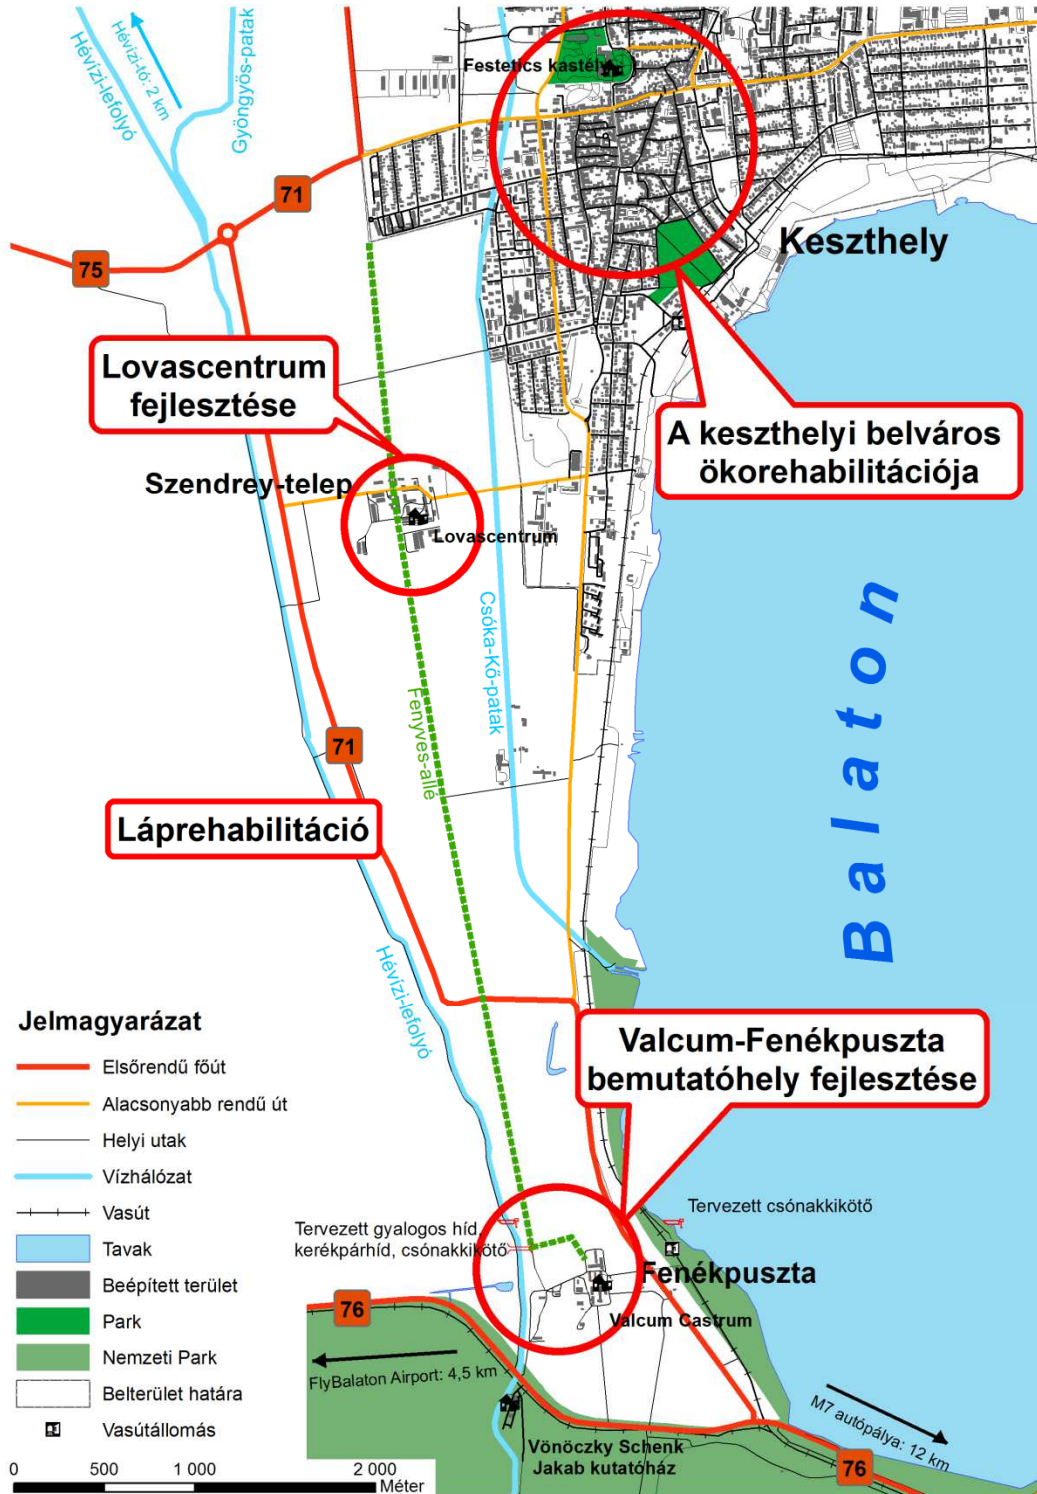 Hévízi-lefolyó
Hévízi-tó: 2 km
Gyöngyös-patak
Festetics kastély
71
75
Keszthely
Lovascentrum
fejlesztése
A keszthelyi belváros
ökorehabilitációja
Szendrey-telep
Lovascentrum
Csóka-Kő-patak
Fenyves-allé
Balaton
71
Láprehabilitáció
Hévízi-lefolyó
Valcum-Fenékpuszta
bemutatóhely fejlesztése
Jelmagyarázat
Elsőrendű főút
Alacsonyabb rendű út
Helyi utak
Vízhálózat
Vasút
Tavak
Beépített terület
Park
Nemzeti Park
Belterület határa
Vasútállomás
Tervezett csónakkikötő
Tervezett gyalogos híd,
kerékpárhíd, csónakkikötő
Fenékpuszta
Valcum Castrum
76
FlyBalaton Airport: 4,5 km
M7 autópálya: 12 km
Vönöczky Schenk
Jakab kutatóház
76
0 500 1 000 2 000
Méter